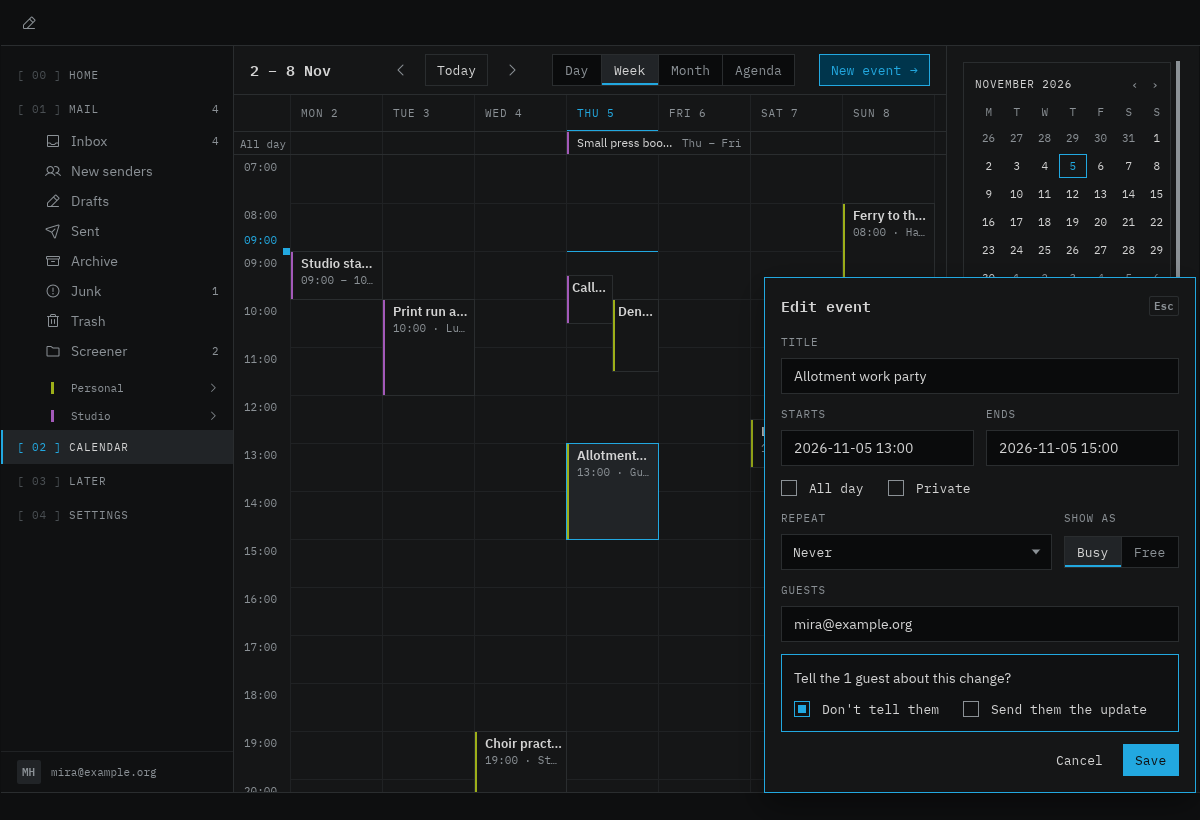 [ 00 ] HOME
[ 01 ] MAIL 4
Inbox 4
New senders
Drafts
Sent
Archive
Junk 1
Trash
Screener 2
Personal
Studio
[ 02 ] CALENDAR
[ 03 ] LATER
[ 04 ] SETTINGS
MH mira@example.org
2 – 8 Nov
Today
Day Week Month Agenda
New event →
MON 2 TUE 3 WED 4 THU 5 FRI 6 SAT 7 SUN 8
All day
Small press boo… Thu – Fri
07:00
08:00
09:00
09:00
10:00
11:00
12:00
13:00
14:00
15:00
16:00
17:00
18:00
19:00
20:00
Studio sta…
09:00 – 10…
Print run a…
10:00 · Lu…
Choir pract…
19:00 · St…
Call…
Den…
Allotment…
13:00 · Gu…
Ferry to th…
08:00 · Ha…
NOVEMBER 2026 ‹ ›
M T W T F S S
26 27 28 29 30 31 1
2 3 4 5 6 7 8
9 10 11 12 13 14 15
16 17 18 19 20 21 22
23 24 25 26 27 28 29
30 1 2 3 4 5 6
Edit event Esc
TITLE
Allotment work party
STARTS ENDS
2026-11-05 13:00 2026-11-05 15:00
All day Private
REPEAT SHOW AS
Never Busy Free
GUESTS
mira@example.org
Tell the 1 guest about this change?
Don't tell them Send them the update
Cancel Save